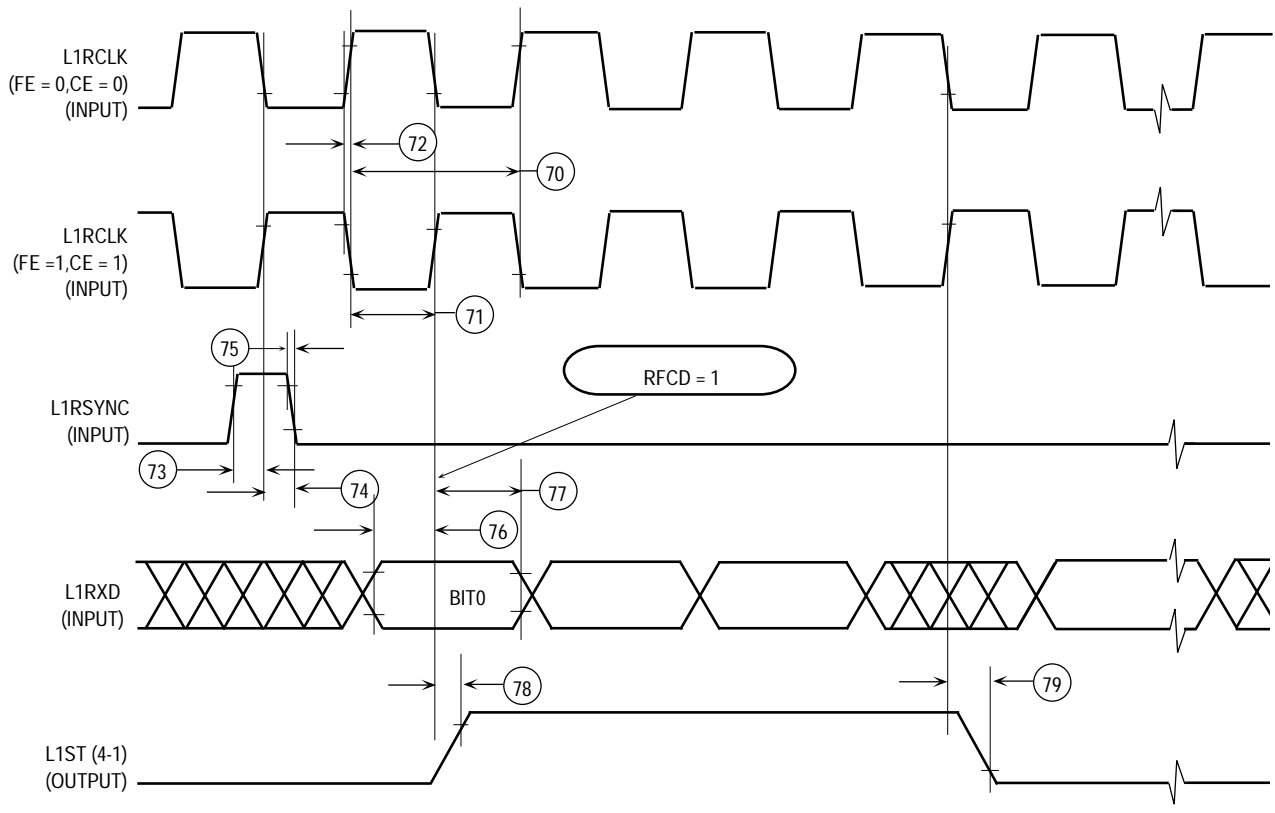 L1RCLK
(FE = 0,CE = 0)
(INPUT)
72
70
L1RCLK
(FE =1,CE = 1)
(INPUT)
71
75
RFCD = 1
L1RSYNC
(INPUT)
73
74
77
76
L1RXD
(INPUT)
BIT0
78
79
L1ST (4-1)
(OUTPUT)